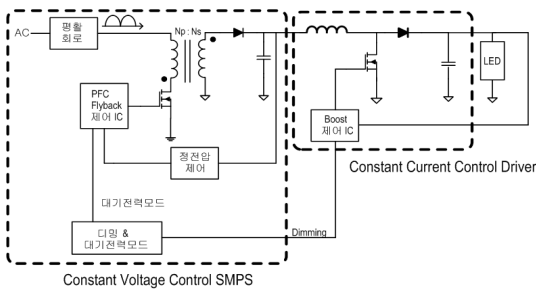 AC
평활
회로
Np : Ns
PFC
Flyback
제어 IC
정전압
제어
대기전력모드
디밍 &
대기전력모드
Dimming
Boost
제어 IC
LED
Constant Current Control Driver
Constant Voltage Control SMPS